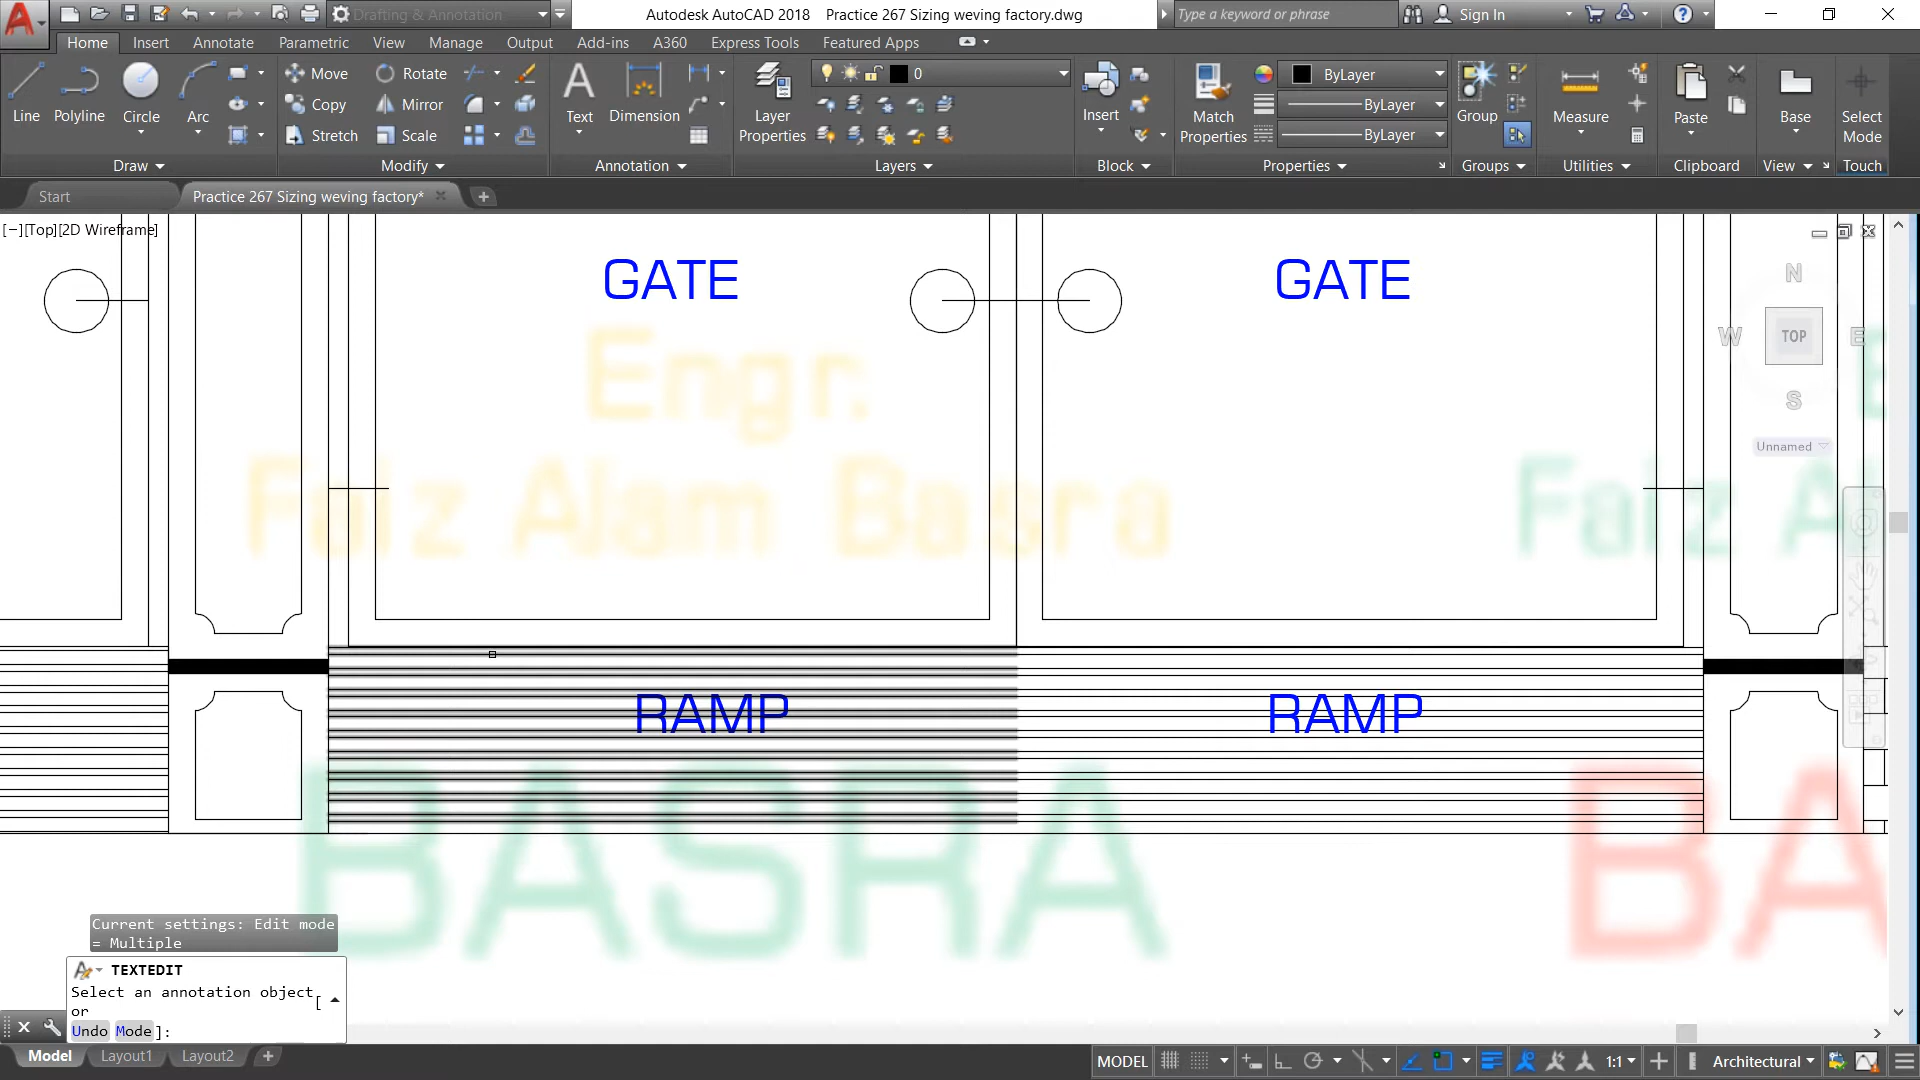 Drafting & Annotation
Autodesk AutoCAD 2018 Practice 267 Sizing weving factory.dwg
Type a keyword or phrase
Sign In
Home Insert Annotate Parametric View Manage Output Add-ins A360 Express Tools Featured Apps
Line Polyline Circle Arc
Move Rotate
Copy Mirror
Stretch Scale
Text Dimension
Layer Properties
0
Insert
Match Properties
ByLayer
ByLayer
ByLayer
Group
Measure
Paste
Base
Select Mode
Draw Modify Annotation Layers Block Properties Groups Utilities Clipboard View Touch
Start Practice 267 Sizing weving factory*
[−][Top][2D Wireframe]
GATE GATE
N
W TOP E
S
Unnamed
Engr.
Faiz Alam Basra Faiz Al
RAMP RAMP
BASRA BA
Current settings: Edit mode
= Multiple
TEXTEDIT
Select an annotation object [
or
Undo Mode]:
Model Layout1 Layout2
MODEL 1:1 Architectural